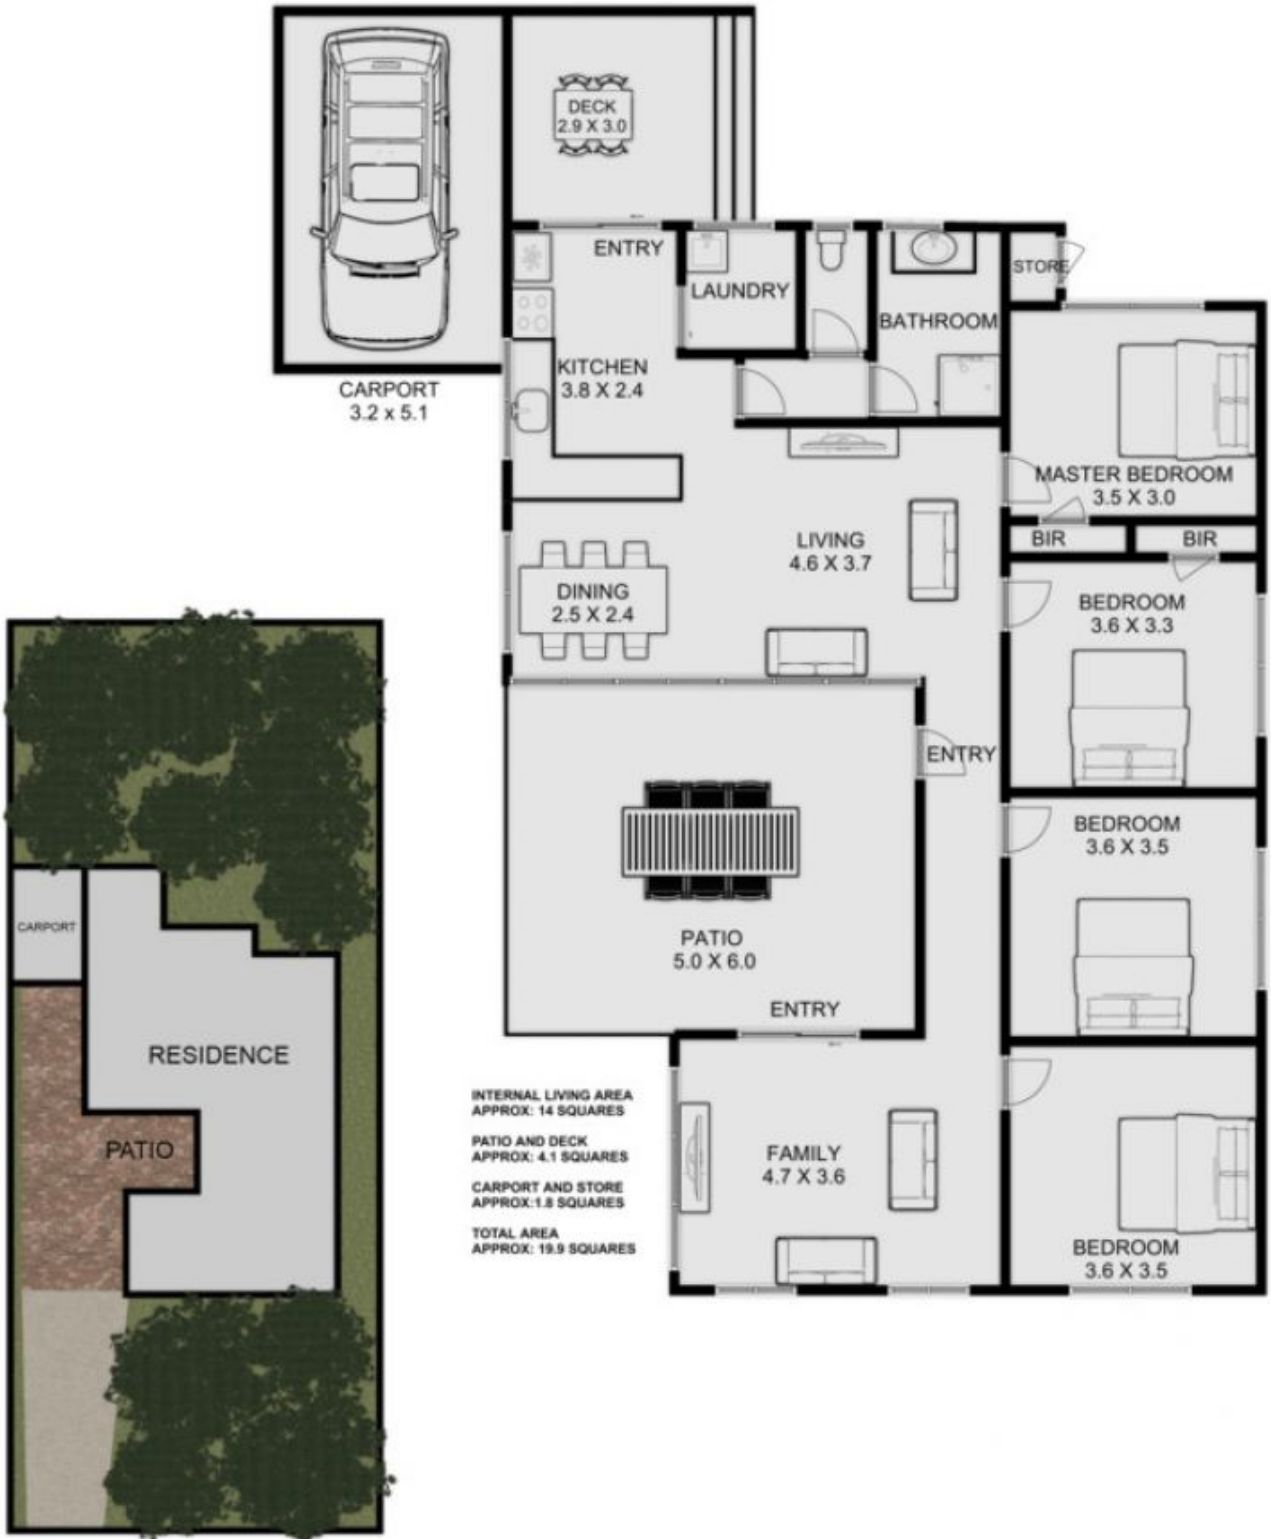 DECK
2.9 X 3.0
ENTRY
LAUNDRY
STORE
BATHROOM
KITCHEN
3.8 X 2.4
CARPORT
3.2 x 5.1
MASTER BEDROOM
3.5 X 3.0
BIR
BIR
LIVING
4.6 X 3.7
DINING
2.5 X 2.4
BEDROOM
3.6 X 3.3
ENTRY
BEDROOM
3.6 X 3.5
PATIO
5.0 X 6.0
ENTRY
FAMILY
4.7 X 3.6
BEDROOM
3.6 X 3.5
CARPORT
RESIDENCE
PATIO
INTERNAL LIVING AREA
APPROX: 14 SQUARES
PATIO AND DECK
APPROX: 4.1 SQUARES
CARPORT AND STORE
APPROX:1.8 SQUARES
TOTAL AREA
APPROX: 19.9 SQUARES